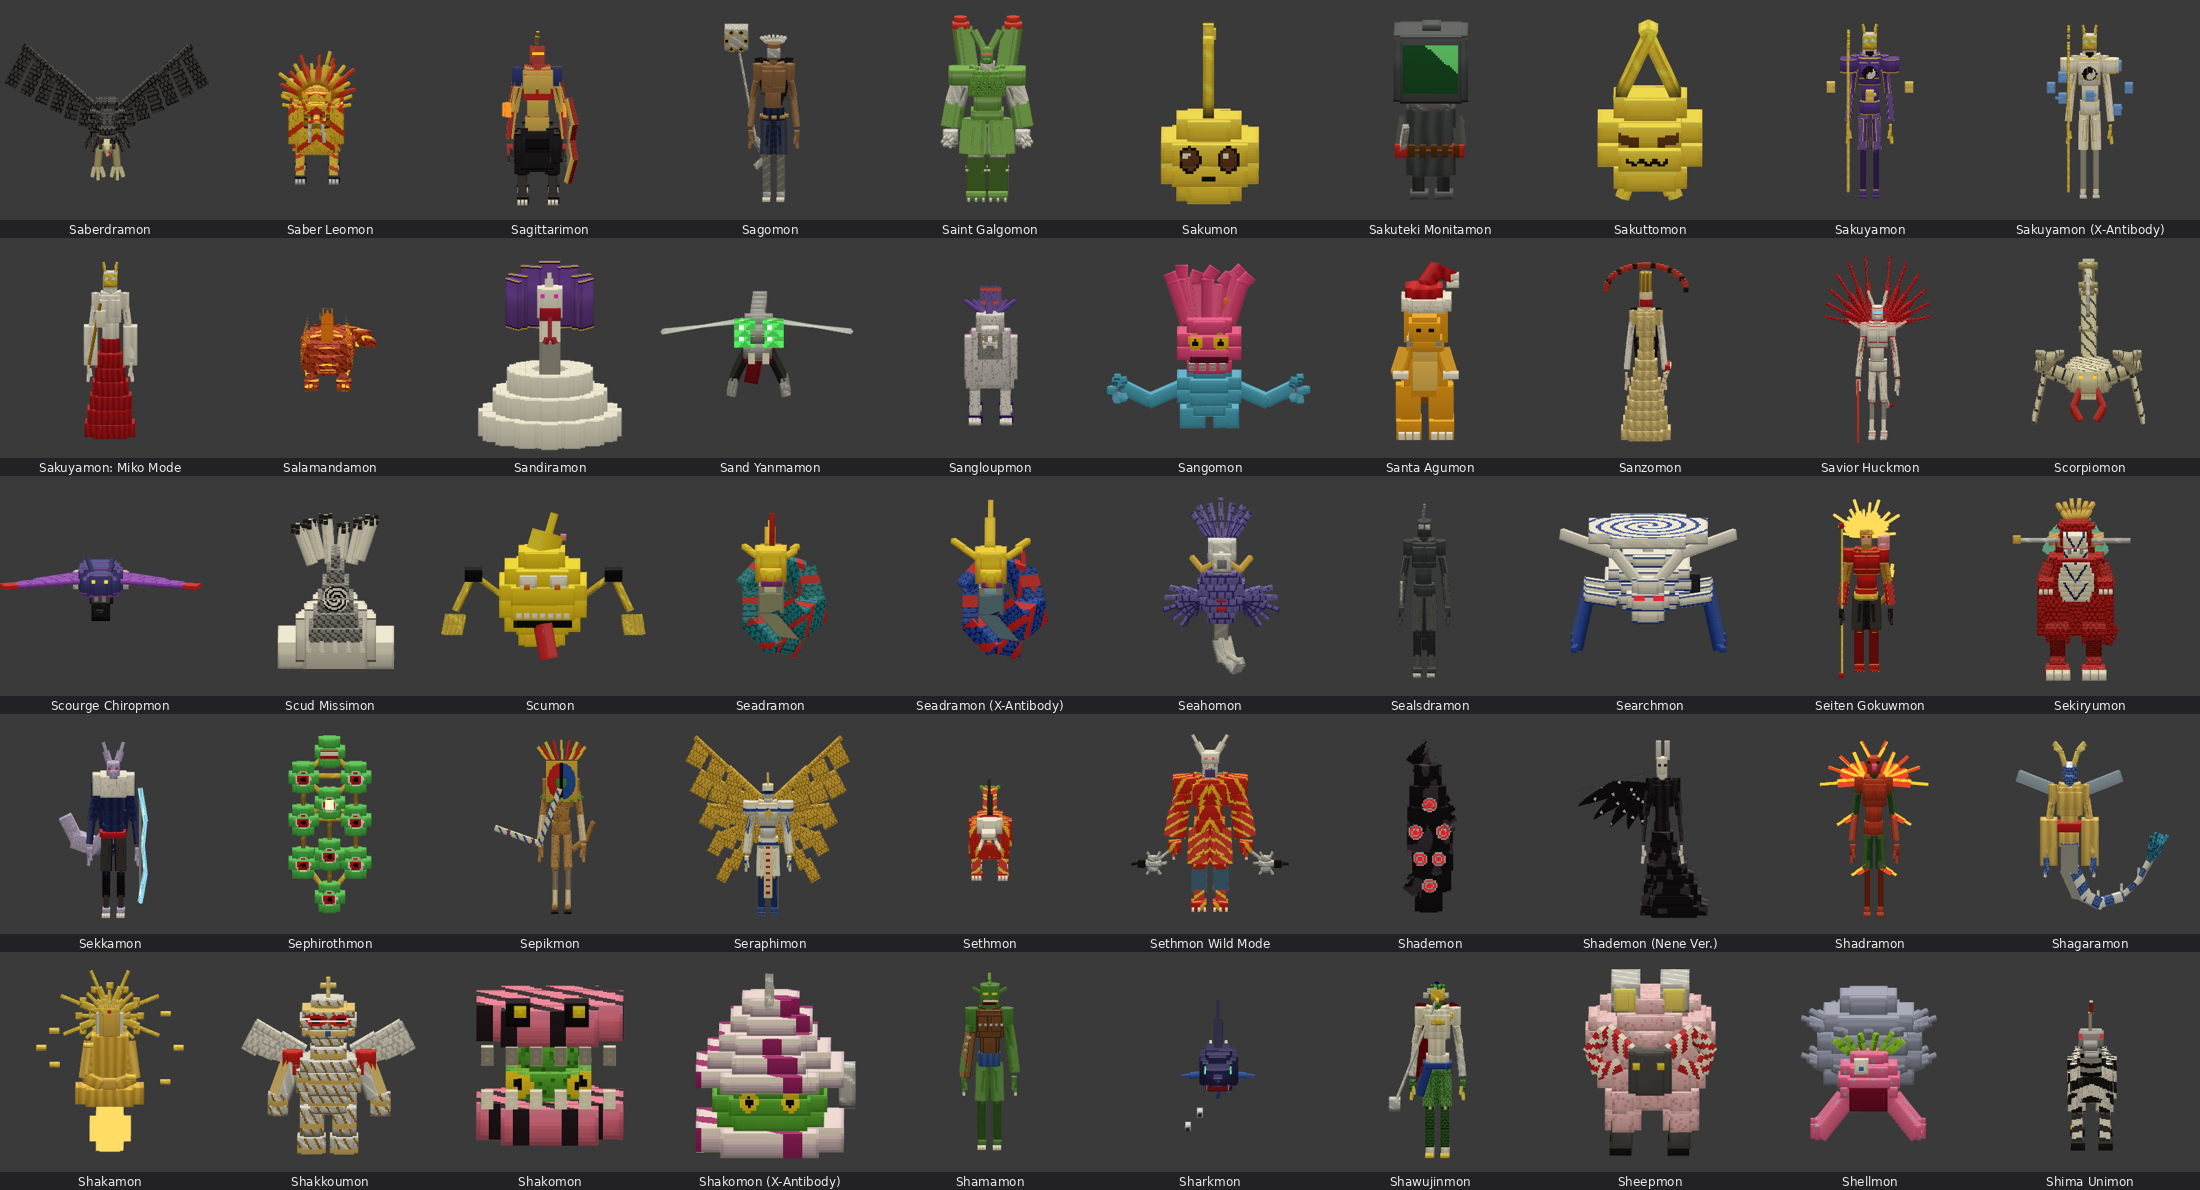 Saberdramon
Saber Leomon
Sagittarimon
Sagomon
Saint Galgomon
Sakumon
Sakuteki Monitamon
Sakuttomon
Sakuyamon
Sakuyamon (X-Antibody)
Sakuyamon: Miko Mode
Salamandamon
Sandiramon
Sand Yanmamon
Sangloupmon
Sangomon
Santa Agumon
Sanzomon
Savior Huckmon
Scorpiomon
Scourge Chiropmon
Scud Missimon
Scumon
Seadramon
Seadramon (X-Antibody)
Seahomon
Sealsdramon
Searchmon
Seiten Gokuwmon
Sekiryumon
Sekkamon
Sephirothmon
Sepikmon
Seraphimon
Sethmon
Sethmon Wild Mode
Shademon
Shademon (Nene Ver.)
Shadramon
Shagaramon
Shakamon
Shakkoumon
Shakomon
Shakomon (X-Antibody)
Shamamon
Sharkmon
Shawujinmon
Sheepmon
Shellmon
Shima Unimon